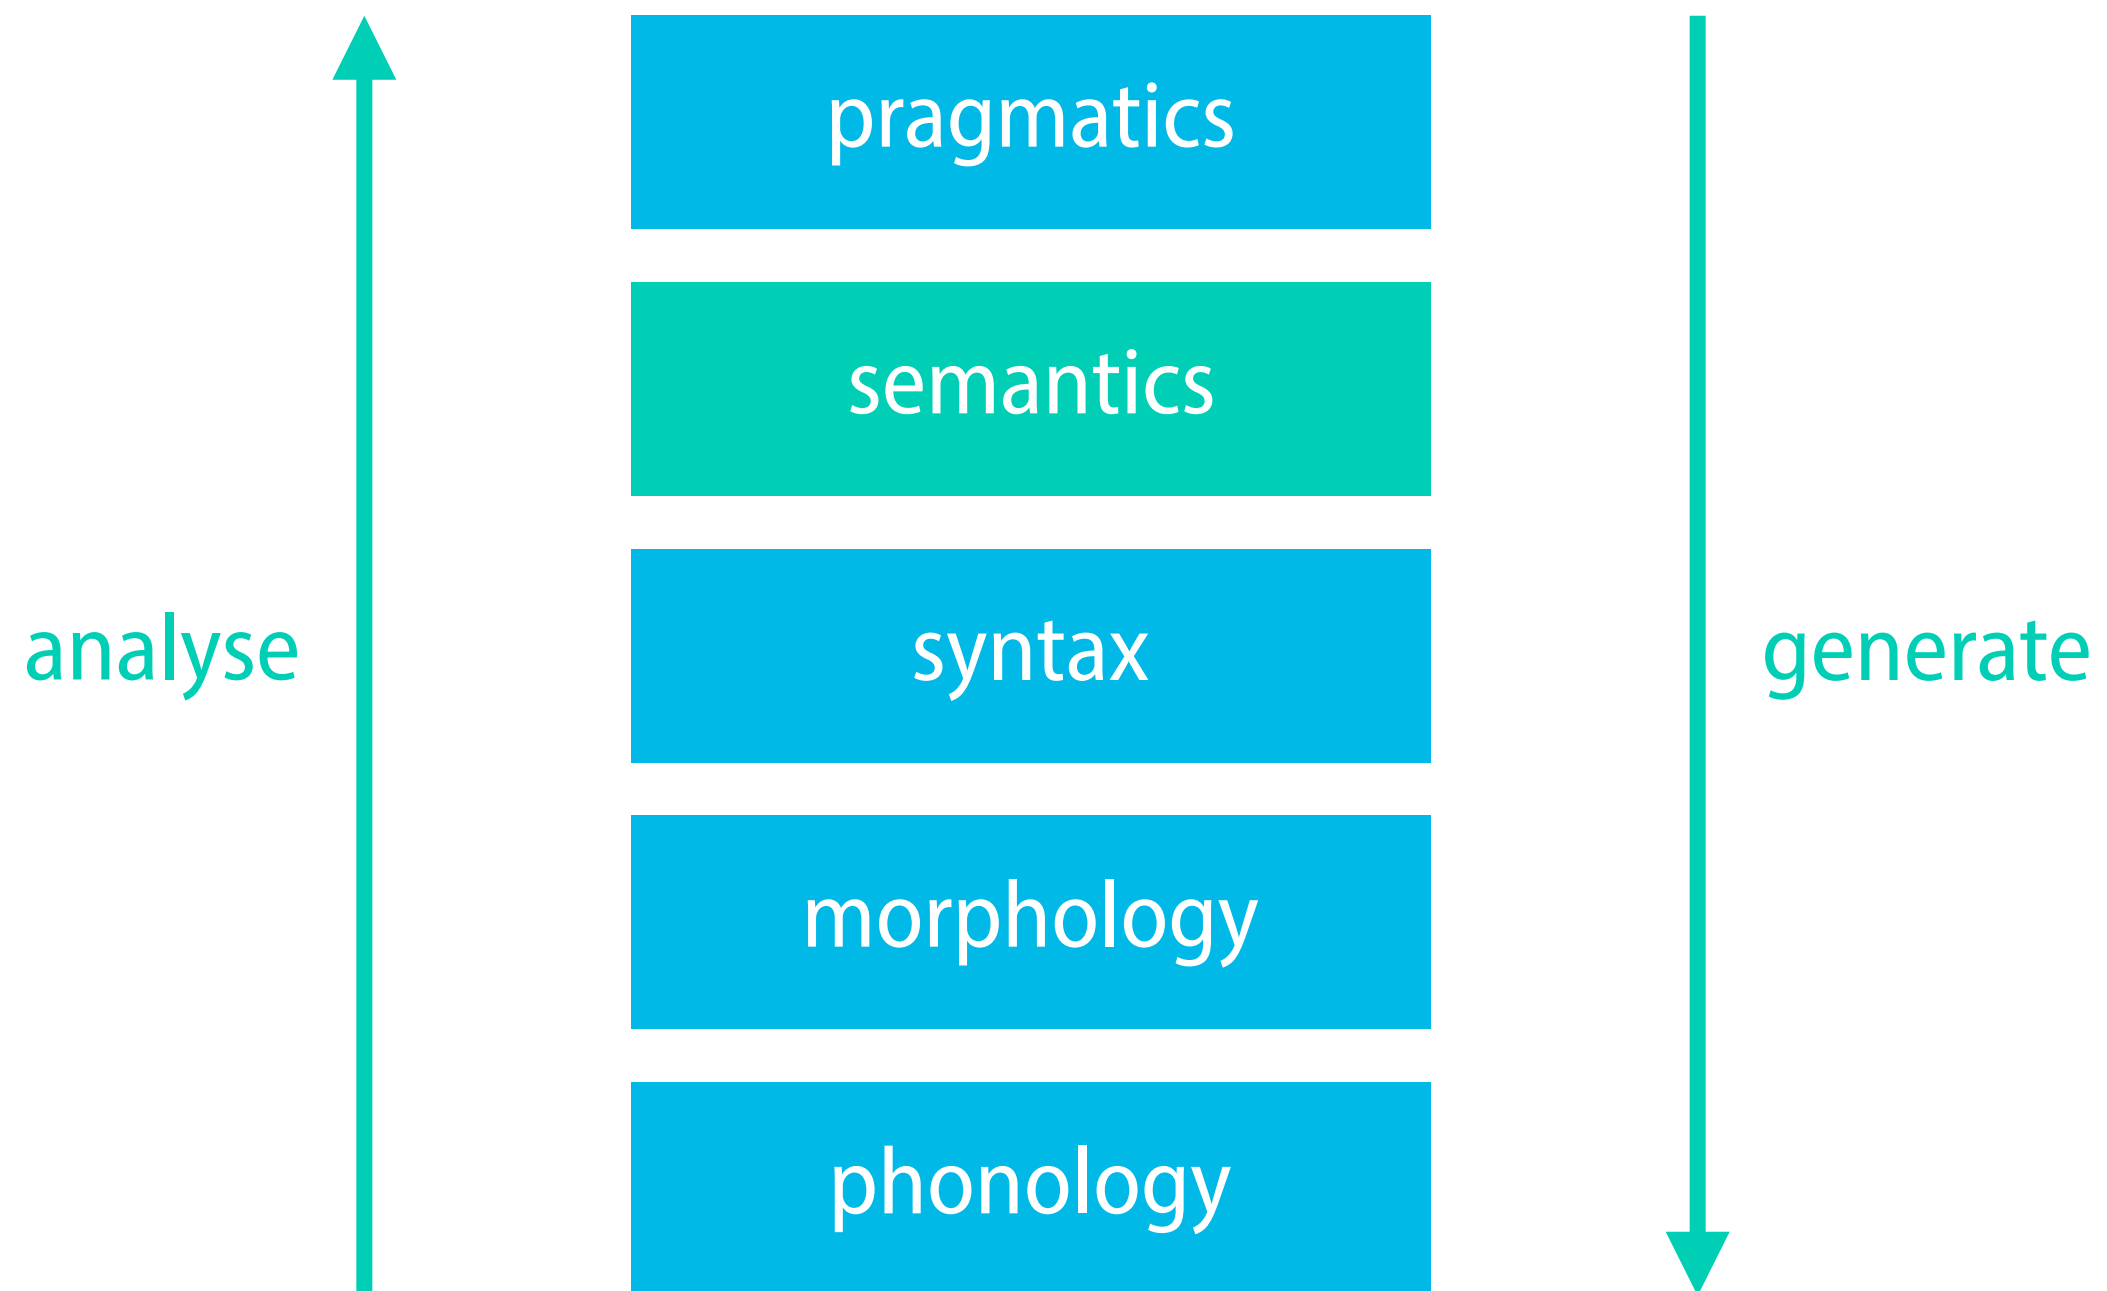 pragmatics
semantics
syntax
analyse
generate
morphology
phonology